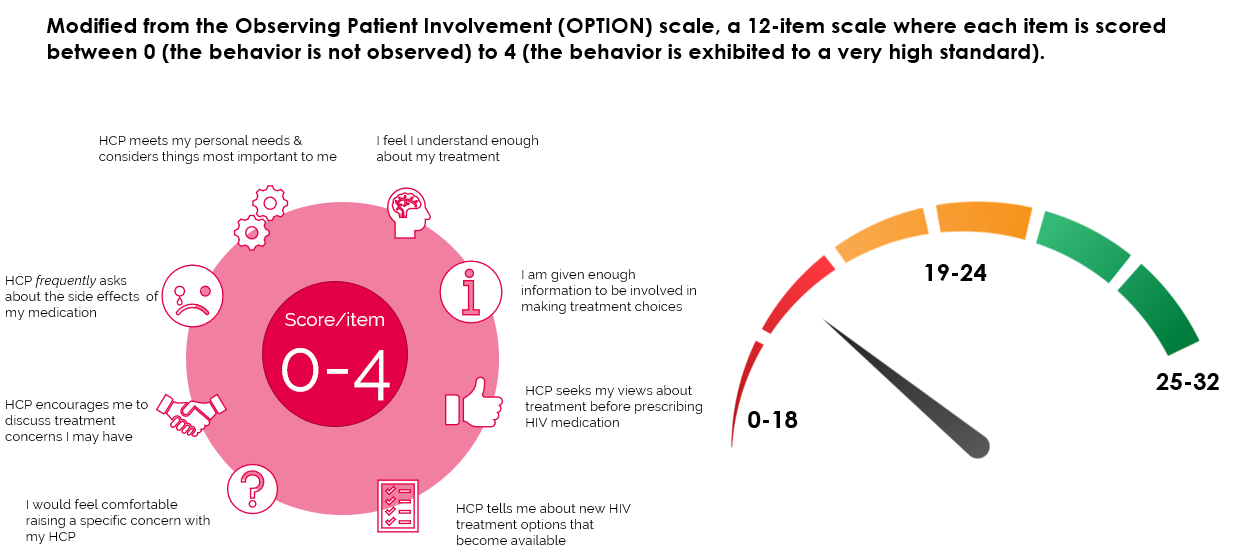 Modified from the Observing Patient Involvement (OPTION) scale, a 12-item scale where each item is scored
between 0 (the behavior is not observed) to 4 (the behavior is exhibited to a very high standard).
HCP meets my personal needs &
considers things most important to me
I feel I understand enough
about my treatment
HCP frequently asks
about the side effects of
my medication
I am given enough
information to be involved in
making treatment choices
Score/item
0-4
HCP encourages me to
discuss treatment
concerns I may have
HCP seeks my views about
treatment before prescribing
HIV medication
I would feel comfortable
raising a specific concern with
my HCP
HCP tells me about new HIV
treatment options that
become available
0-18
19-24
25-32